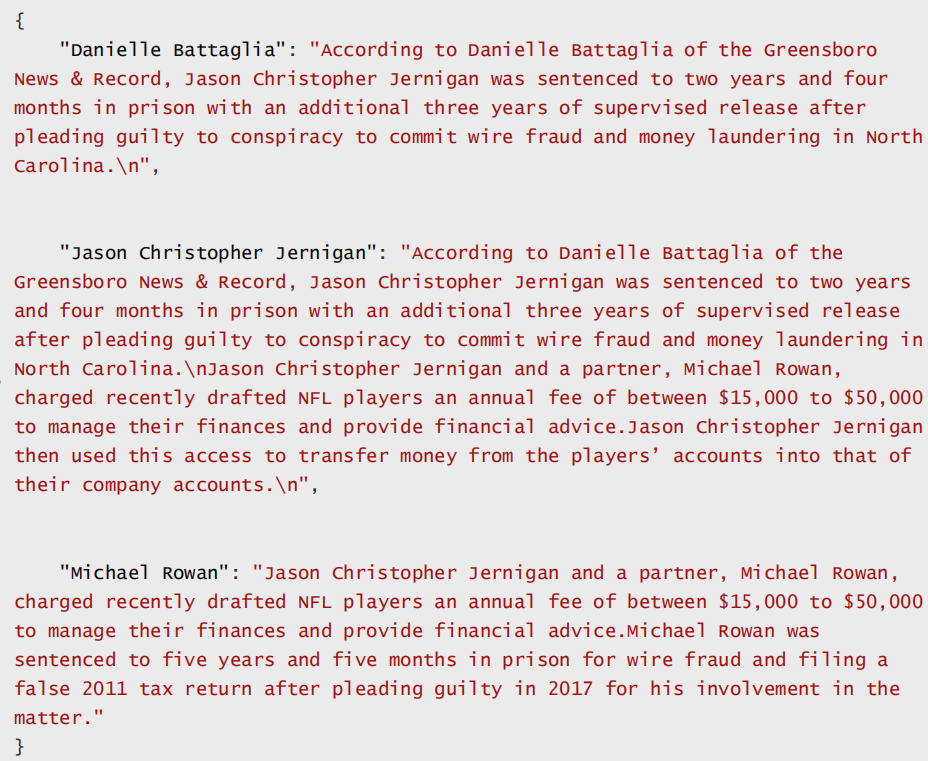 {
"Danielle Battaglia": "According to Danielle Battaglia of the Greensboro
News & Record, Jason Christopher Jernigan was sentenced to two years and four
months in prison with an additional three years of supervised release after
pleading guilty to conspiracy to commit wire fraud and money laundering in North
Carolina.\n",
"Jason Christopher Jernigan": "According to Danielle Battaglia of the
Greensboro News & Record, Jason Christopher Jernigan was sentenced to two years
and four months in prison with an additional three years of supervised release
after pleading guilty to conspiracy to commit wire fraud and money laundering in
North Carolina.\nJason Christopher Jernigan and a partner, Michael Rowan,
charged recently drafted NFL players an annual fee of between $15,000 to $50,000
to manage their finances and provide financial advice.Jason Christopher Jernigan
then used this access to transfer money from the players’ accounts into that of
their company accounts.\n",
"Michael Rowan": "Jason Christopher Jernigan and a partner, Michael Rowan,
charged recently drafted NFL players an annual fee of between $15,000 to $50,000
to manage their finances and provide financial advice.Michael Rowan was
sentenced to five years and five months in prison for wire fraud and filing a
false 2011 tax return after pleading guilty in 2017 for his involvement in the
matter."
}